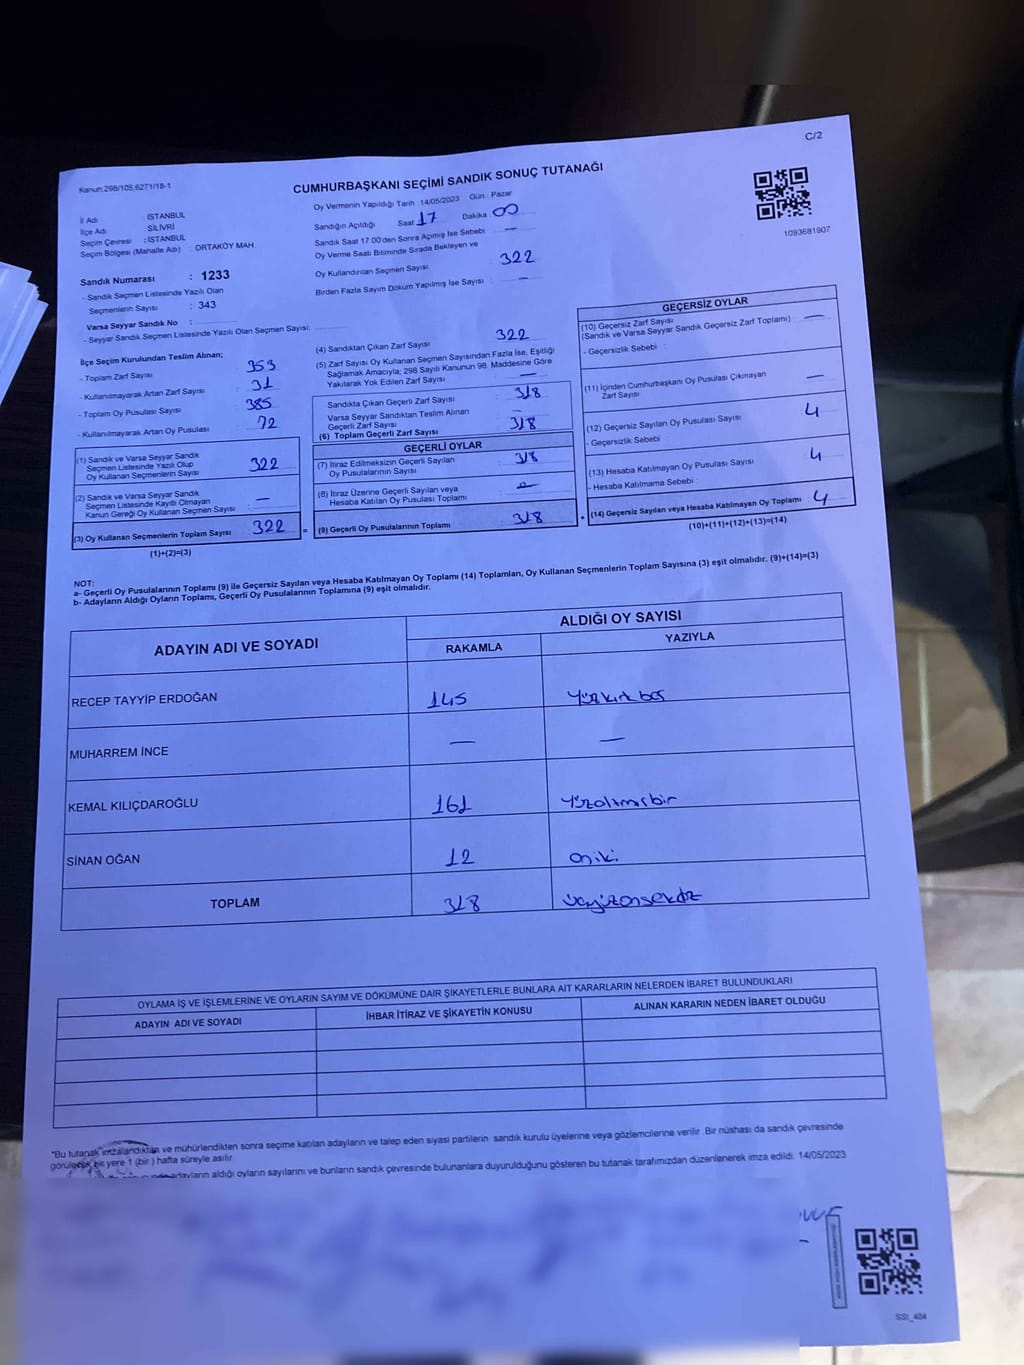 C/2
Kanun:298/105,6271/18-1
CUMHURBAŞKANI SEÇİMİ SANDIK SONUÇ TUTANAĞI
1093681907
İl Adı : İSTANBUL
İlçe Adı : SİLİVRİ
Seçim Çevresi : İSTANBUL
Seçim Bölgesi (Mahalle Adı) : ORTAKÖY MAH.
Sandık Numarası : 1233
- Sandık Seçmen Listesinde Yazılı Olan
Seçmenlerin Sayısı : 343
Varsa Seyyar Sandık No :
- Seyyar Sandık Seçmen Listesinde Yazılı Olan Seçmen Sayısı:
İlçe Seçim Kurulundan Teslim Alınan;
- Toplam Zarf Sayısı : 353
- Kullanılmayarak Artan Zarf Sayısı : 31
- Toplam Oy Pusulası Sayısı : 385
- Kullanılmayarak Artan Oy Pusulası : 72
(1) Sandık ve Varsa Seyyar Sandık
Seçmen Listesinde Yazılı Olup
Oy Kullanan Seçmenlerin Sayısı : 322
(2) Sandık ve Varsa Seyyar Sandık
Seçmen Listesinde Kayıtlı Olmayan
Kanun Gereği Oy Kullanan Seçmen Sayısı : —
(3) Oy Kullanan Seçmenlerin Toplam Sayısı : 322
(1)+(2)=(3)
Oy Vermenin Yapıldığı Tarih : 14/05/2023 Gün : Pazar
Sandığın Açıldığı Saat 17 Dakika 00
Sandık Saat 17:00'den Sonra Açımış İse Sebebi : —
Oy Verme Saati Bitiminde Sırada Bekleyen ve
Oy Kullandırılan Seçmen Sayısı : 322
Birden Fazla Sayım Döküm Yapılmış İse Sayısı : —
(4) Sandıktan Çıkan Zarf Sayısı : 322
(5) Zarf Sayısı Oy Kullanan Seçmen Sayısından Fazla İse, Eşitliği
Sağlamak Amacıyla; 298 Sayılı Kanunun 98. Maddesine Göre
Yakılarak Yok Edilen Zarf Sayısı : —
Sandıkta Çıkan Geçerli Zarf Sayısı : 318
Varsa Seyyar Sandıktan Teslim Alınan
Geçerli Zarf Sayısı : —
(6) Toplam Geçerli Zarf Sayısı : 318
GEÇERLİ OYLAR
(7) İtiraz Edilmeksizin Geçerli Sayılan
Oy Pusulalarının Sayısı : 318
(8) İtiraz Üzerine Geçerli Sayılan veya
Hesaba Katılan Oy Pusulası Toplamı :
= (9) Geçerli Oy Pusulalarının Toplamı : 318
GEÇERSİZ OYLAR
(10) Geçersiz Zarf Sayısı : —
(Sandık ve Varsa Seyyar Sandık Geçersiz Zarf Toplamı)
- Geçersizlik Sebebi :
(11) İçinden Cumhurbaşkanı Oy Pusulası Çıkmayan
Zarf Sayısı : —
(12) Geçersiz Sayılan Oy Pusulası Sayısı : 4
- Geçersizlik Sebebi :
(13) Hesaba Katılmayan Oy Pusulası Sayısı : 4
- Hesaba Katılmama Sebebi :
+ (14) Geçersiz Sayılan veya Hesaba Katılmayan Oy Toplamı : 4
(10)+(11)+(12)+(13)=(14)
NOT:
a- Geçerli Oy Pusulalarının Toplamı (9) ile Geçersiz Sayılan veya Hesaba Katılmayan Oy Toplamı (14) Toplamları, Oy Kullanan Seçmenlerin Toplam Sayısına (3) eşit olmalıdır. (9)+(14)=(3)
b- Adayların Aldığı Oyların Toplamı, Geçerli Oy Pusulalarının Toplamına (9) eşit olmalıdır.
ADAYIN ADI VE SOYADI
ALDIĞI OY SAYISI
RAKAMLA YAZIYLA
RECEP TAYYİP ERDOĞAN 145 Yüzkırkbeş
MUHARREM İNCE — —
KEMAL KILIÇDAROĞLU 161 Yüzaltmışbir
SİNAN OĞAN 12 oniki
TOPLAM 318 üçyüzonsekiz
OYLAMA İŞ VE İŞLEMLERİNE VE OYLARIN SAYIM VE DÖKÜMÜNE DAİR ŞİKAYETLERLE BUNLARA AİT KARARLARIN NELERDEN İBARET BULUNDUKLARI
ADAYIN ADI VE SOYADI İHBAR İTİRAZ VE ŞİKAYETİN KONUSU ALINAN KARARIN NEDEN İBARET OLDUĞU
*Bu tutanak imzalandıktan ve mühürlendikten sonra seçime katılan adayların ve talep eden siyasi partilerin sandık kurulu üyelerine veya gözlemcilerine verilir. Bir nüshası da sandık çevresinde
görülecek bir yere 1 (bir) hafta süreyle asılır.
adayların aldığı oyların sayılarını ve bunların sandık çevresinde bulunanlara duyurulduğunu gösteren bu tutanak tarafımızdan düzenlenerek imza edildi. 14/05/2023
SSI_404